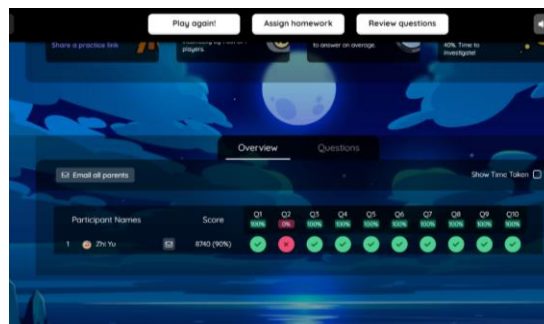 Play again!
Assign homework
Review questions
Share a practice link
players.
to answer on average.
40%. Time to
investigate!
Overview
Questions
Email all parents
Show Time Taken
Participant Names
Score
Q1 Q2 Q3 Q4 Q5 Q6 Q7 Q8 Q9 Q10
100% 0% 100% 100% 100% 100% 100% 100% 100% 100%
1 Zhi Yu 8740 (90%)